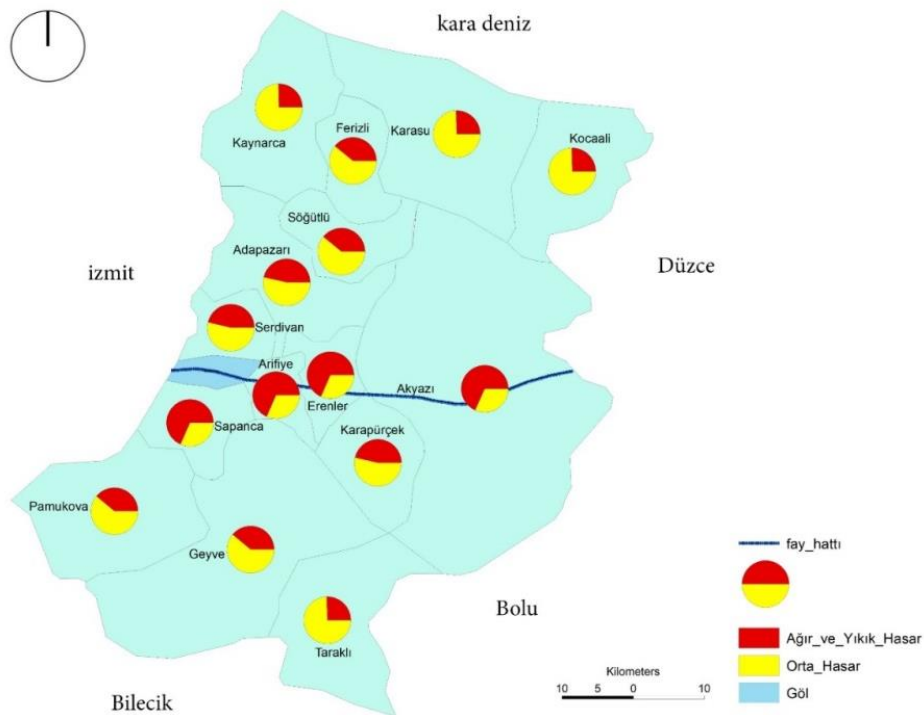 kara deniz
Kaynarca
Ferizli
Karasu
Kocaali
Söğütlü
Adapazarı
izmit
Düzce
Serdivan
Arifiye
Erenler
Akyazı
Sapanca
Karapürçek
Pamukova
Geyve
Taraklı
Bolu
Bilecik
fay_hattı
Ağır_ve_Yıkık_Hasar
Orta_Hasar
Göl
Kilometers
10 5 0 10